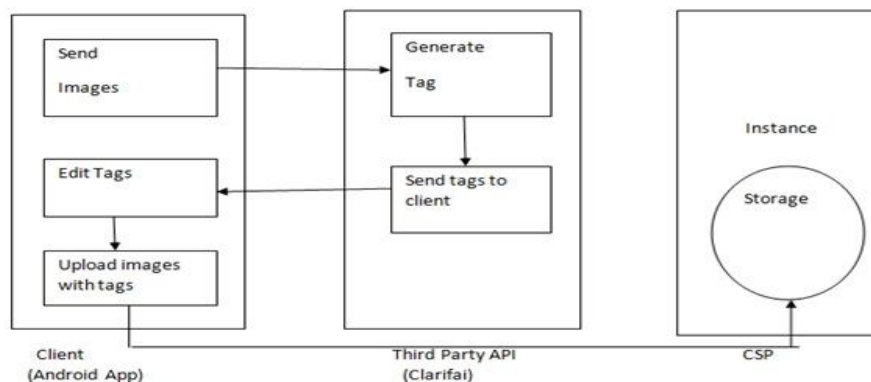 Send
Images
Generate
Tag
Edit Tags
Send tags to
client
Upload images
with tags
Instance
Storage
Client
(Android App)
Third Party API
(Clarifai)
CSP